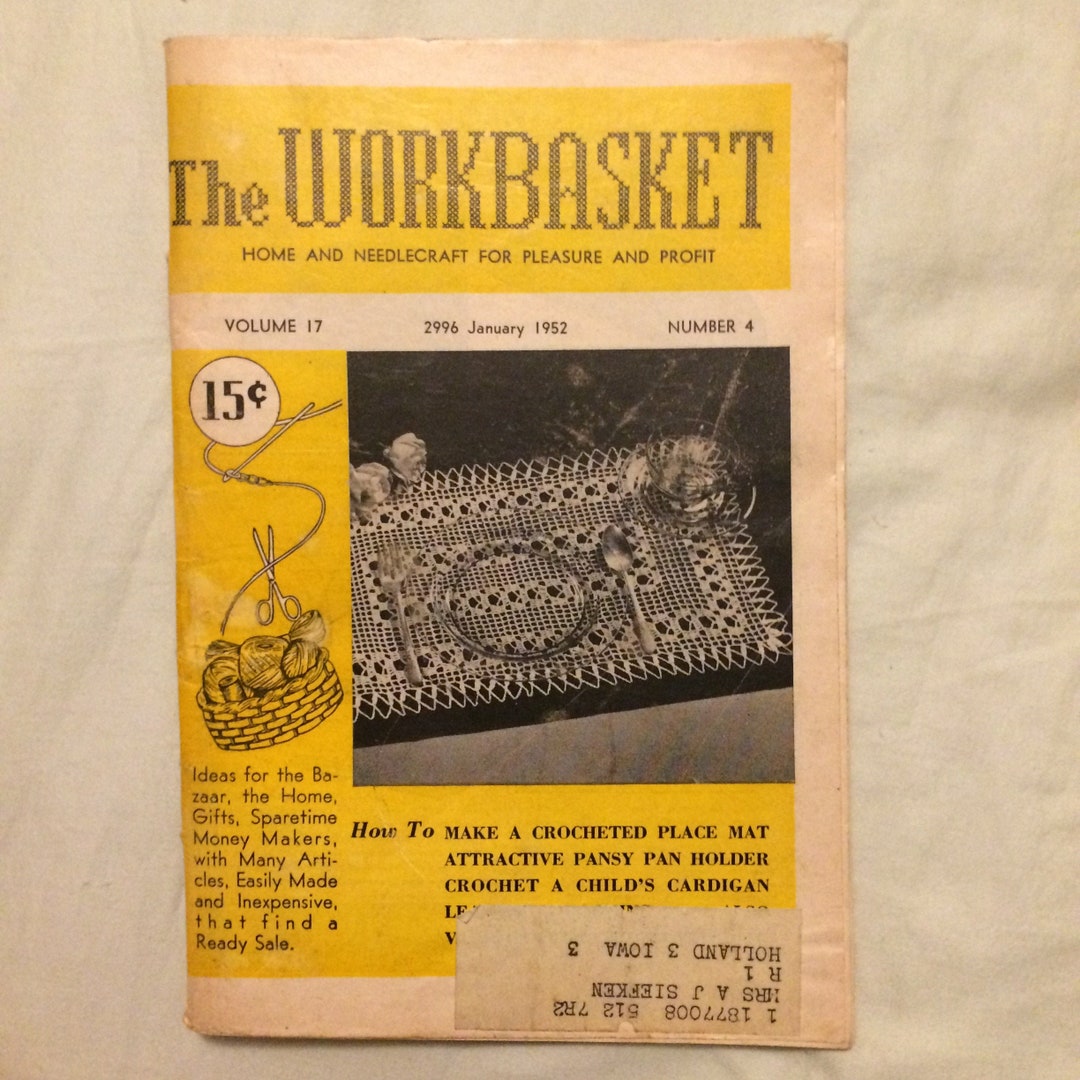 The WORKBASKET
HOME AND NEEDLECRAFT FOR PLEASURE AND PROFIT
VOLUME 17 2996 January 1952 NUMBER 4
15¢
Ideas for the Ba-
zaar, the Home,
Gifts, Sparetime
Money Makers,
with Many Arti-
cles, Easily Made
and Inexpensive,
that find a
Ready Sale.
How To MAKE A CROCHETED PLACE MAT
ATTRACTIVE PANSY PAN HOLDER
CROCHET A CHILD'S CARDIGAN
1 1877008 512 7R2
MRS A J SIEFKEN
R 1
HOLLAND 3 IOWA 3